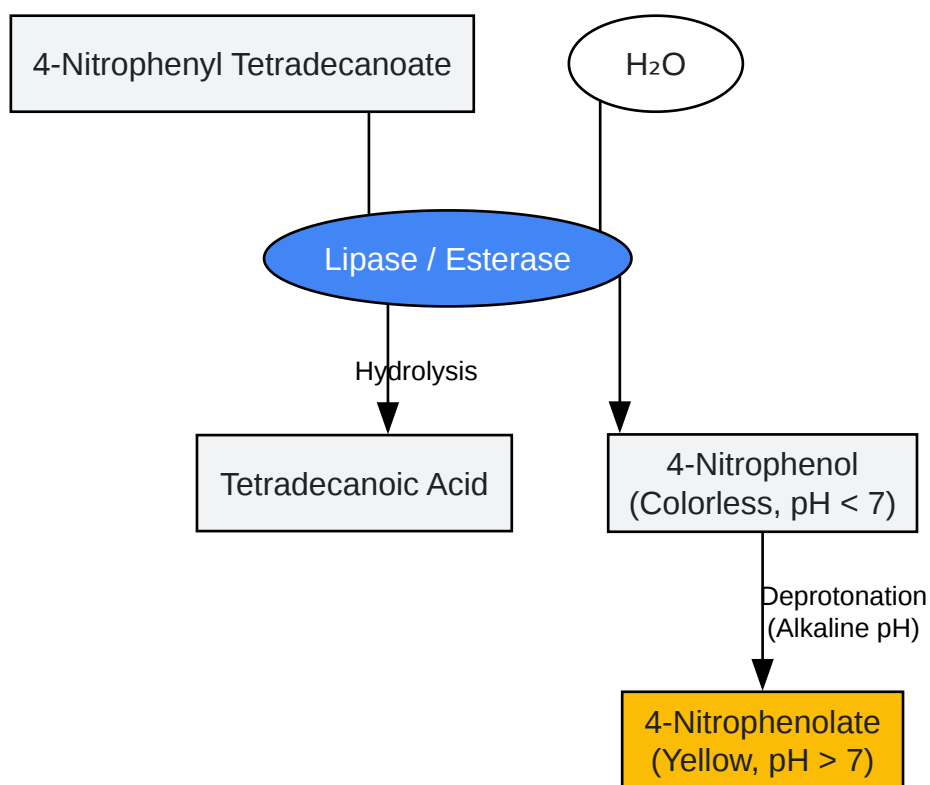 4-Nitrophenyl Tetradecanoate
H₂O
Lipase / Esterase
Hydrolysis
Tetradecanoic Acid
4-Nitrophenol
(Colorless, pH < 7)
Deprotonation
(Alkaline pH)
4-Nitrophenolate
(Yellow, pH > 7)